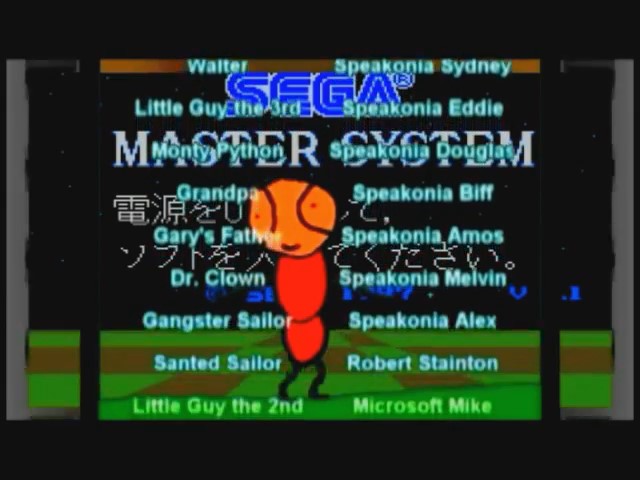 Walter Speakonia Sydney
SEGA®
Little Guy the 3rd Speakonia Eddie
MASTER SYSTEM
Monty Python Speakonia Douglas
Grandpa Speakonia Biff
電源を て,
Gary's Father Speakonia Amos
ソフトを てください。
Dr. Clown Speakonia Melvin
Gangster Sailor Speakonia Alex
Santed Sailor Robert Stainton
Little Guy the 2nd Microsoft Mike